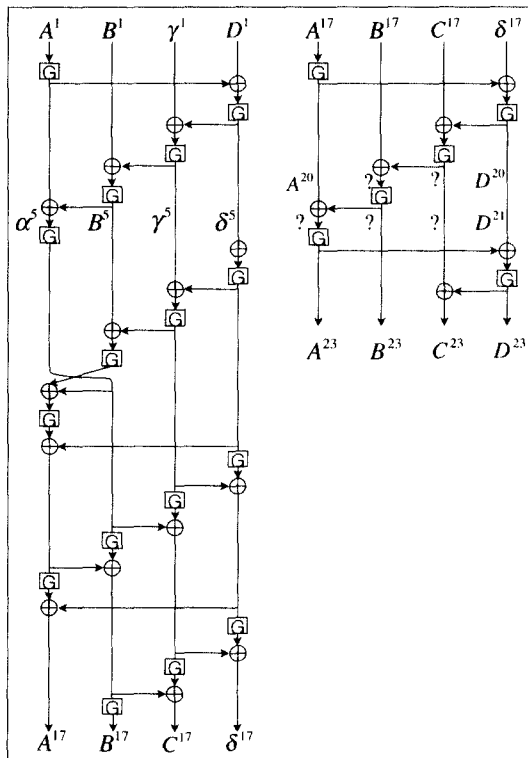 A¹ B¹ γ¹ D¹ A¹⁷ B¹⁷ C¹⁷ δ¹⁷
G G
G G
G G
A²⁰ ? ? D²⁰
G G
α⁵ B⁵ γ⁵ δ⁵ ? ? ? D²¹
G G
G G
G
A²³ B²³ C²³ D²³
G
G
G
G
G
G
G
G
G
G
A¹⁷ B¹⁷ C¹⁷ δ¹⁷